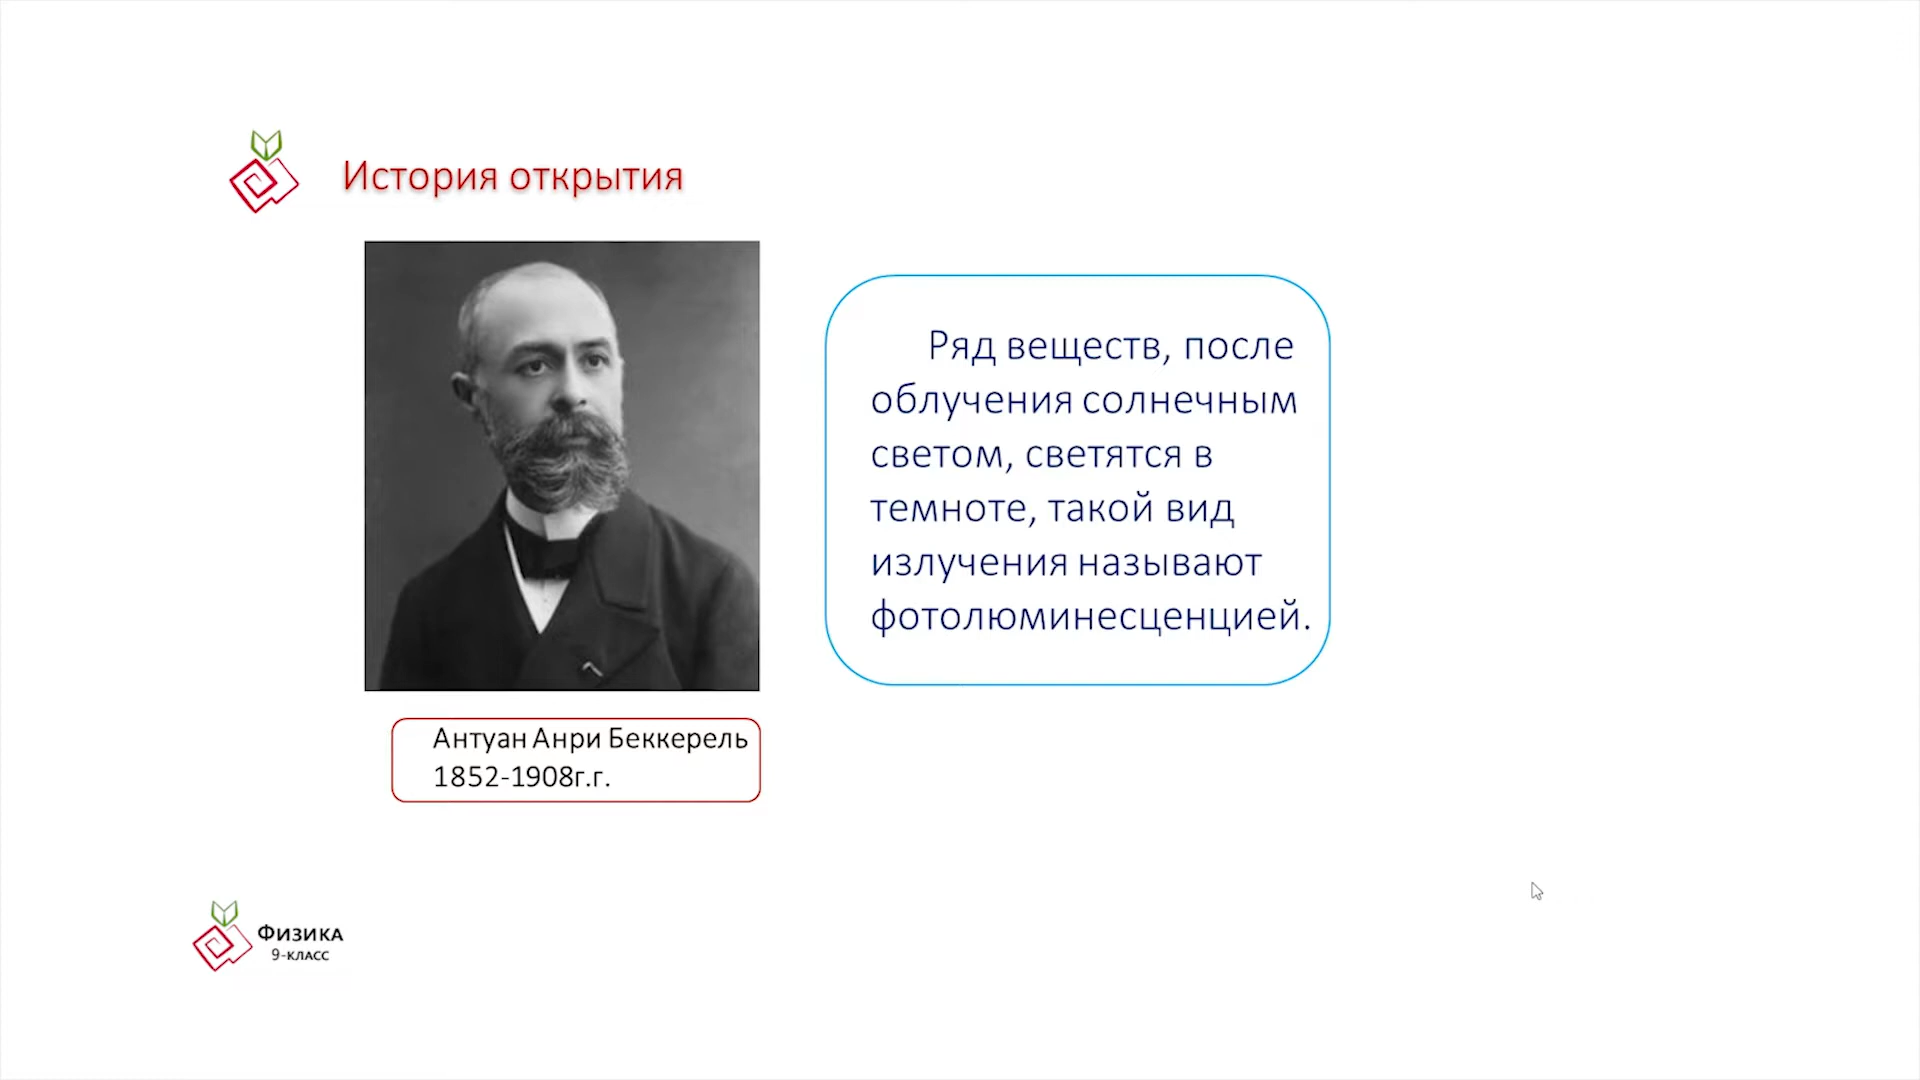 История открытия
Ряд веществ, после
облучения солнечным
светом, светятся в
темноте, такой вид
излучения называют
фотолюминесценцией.
Антуан Анри Беккерель
1852-1908г.г.
Физика
9-класс